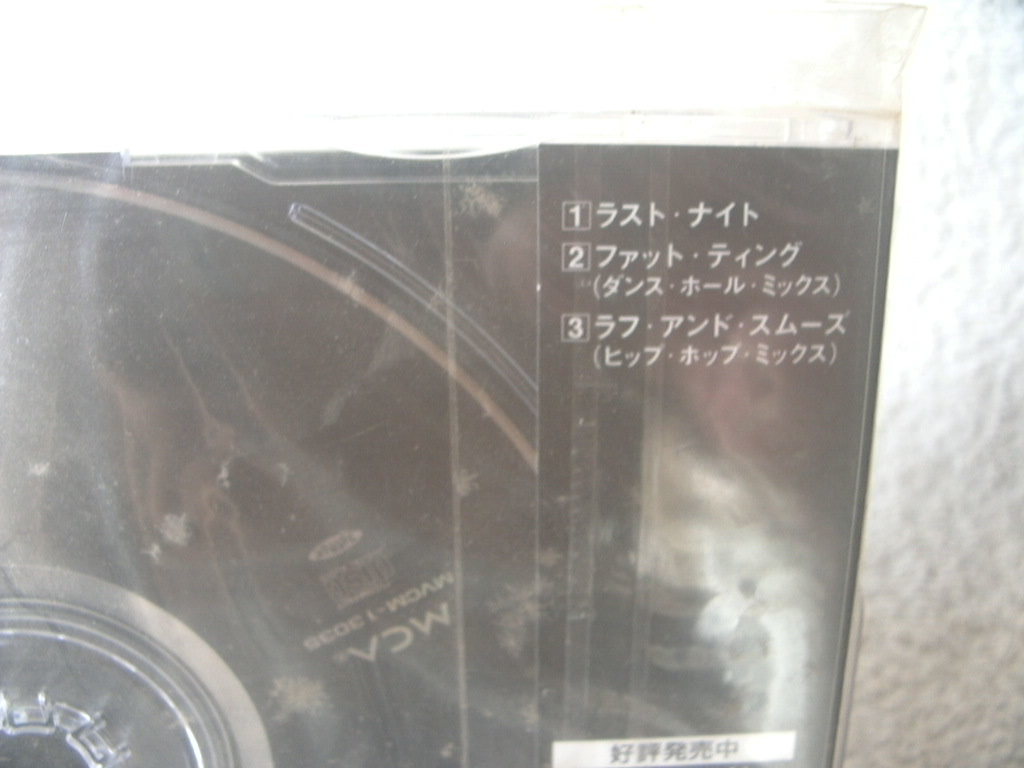 1 ラスト・ナイト
2 ファット・ティング
(ダンス・ホール・ミックス)
3 ラフ・アンド・スムーズ
(ヒップ・ホップ・ミックス)
MCA
好評発売中